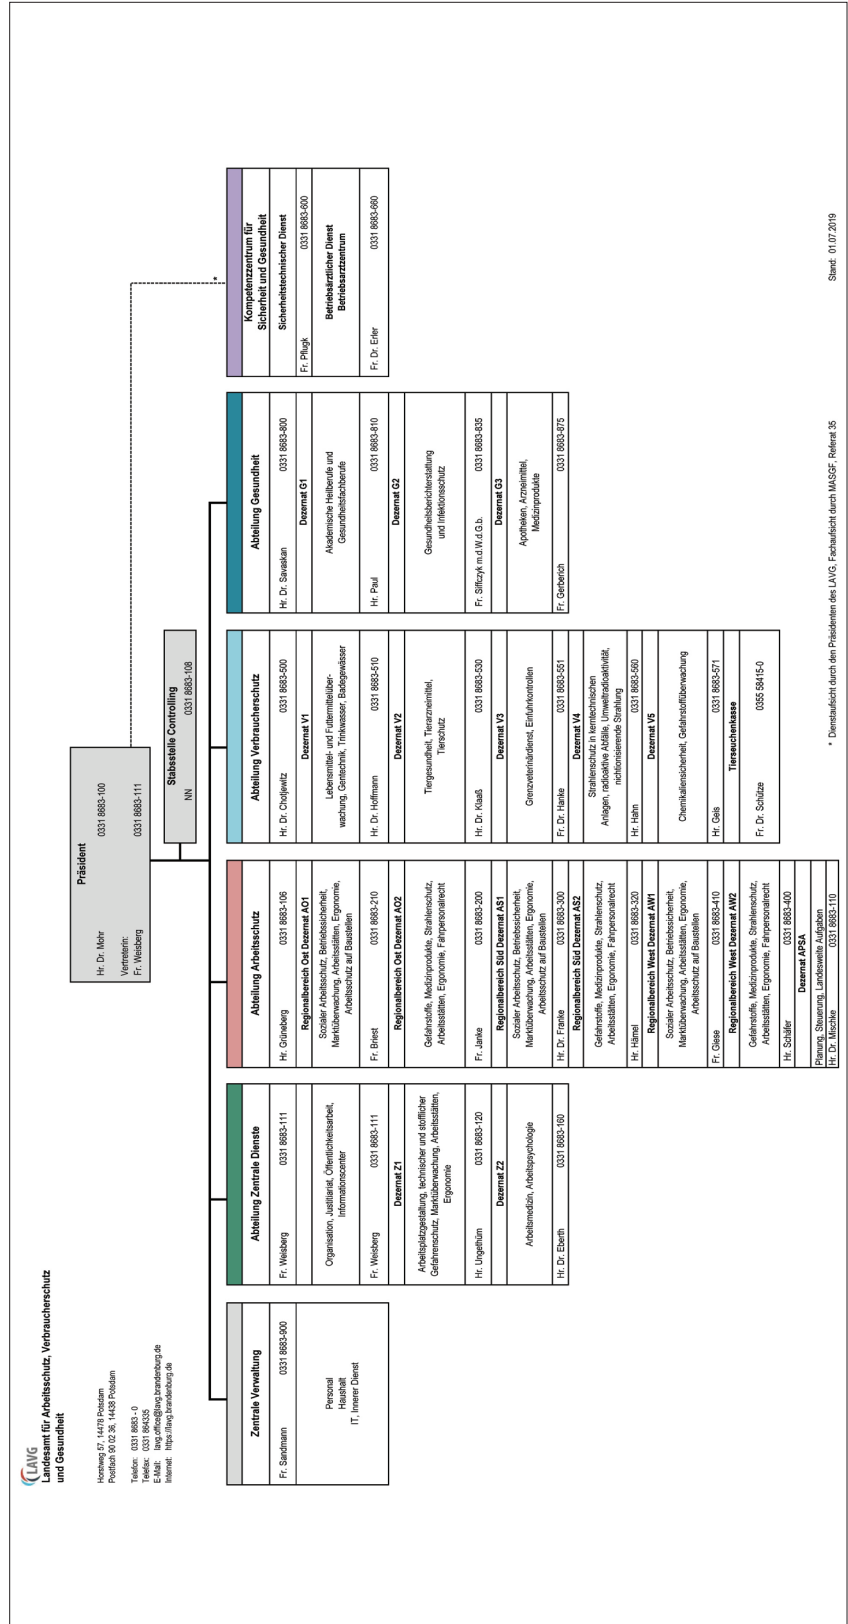 LAVG
Landesamt für Arbeitsschutz, Verbraucherschutz
und Gesundheit
Horstweg 57, 14478 Potsdam
Postfach 90 02 36, 14438 Potsdam
Telefon: 0331 8683 - 0
Telefax: 0331 864335
E-Mail: lavg.office@lavg.brandenburg.de
Internet: https://lavg.brandenburg.de
Präsident
Hr. Dr. Mohr 0331 8683-100
Vertreterin:
Fr. Weisberg 0331 8683-111
Stabsstelle Controlling
NN 0331 8683-108
Zentrale Verwaltung
Fr. Sandmann 0331 8683-900
Personal
Haushalt
IT, Innerer Dienst
Abteilung Zentrale Dienste
Fr. Weisberg 0331 8683-111
Organisation, Justitiariat, Öffentlichkeitsarbeit,
Informationscenter
Fr. Weisberg 0331 8683-111
Dezernat Z1
Arbeitsplatzgestaltung, technischer und stofflicher
Gefahrenschutz, Marktüberwachung, Arbeitsstätten,
Ergonomie
Hr. Ungethüm 0331 8683-120
Dezernat Z2
Arbeitsmedizin, Arbeitspsychologie
Hr. Dr. Eberth 0331 8683-160
Abteilung Arbeitsschutz
Hr. Grüneberg 0331 8683-106
Regionalbereich Ost Dezernat AO1
Sozialer Arbeitsschutz, Betriebssicherheit,
Marktüberwachung, Arbeitsstätten, Ergonomie,
Arbeitsschutz auf Baustellen
Fr. Briest 0331 8683-210
Regionalbereich Ost Dezernat AO2
Gefahrstoffe, Medizinprodukte, Strahlenschutz,
Arbeitsstätten, Ergonomie, Fahrpersonalrecht
Fr. Janke 0331 8683-200
Regionalbereich Süd Dezernat AS1
Sozialer Arbeitsschutz, Betriebssicherheit,
Marktüberwachung, Arbeitsstätten, Ergonomie,
Arbeitsschutz auf Baustellen
Hr. Dr. Franke 0331 8683-300
Regionalbereich Süd Dezernat AS2
Gefahrstoffe, Medizinprodukte, Strahlenschutz,
Arbeitsstätten, Ergonomie, Fahrpersonalrecht
Hr. Hämel 0331 8683-320
Regionalbereich West Dezernat AW1
Sozialer Arbeitsschutz, Betriebssicherheit,
Marktüberwachung, Arbeitsstätten, Ergonomie,
Arbeitsschutz auf Baustellen
Fr. Giese 0331 8683-410
Regionalbereich West Dezernat AW2
Gefahrstoffe, Medizinprodukte, Strahlenschutz,
Arbeitsstätten, Ergonomie, Fahrpersonalrecht
Hr. Schäfer 0331 8683-400
Dezernat APSA
Planung, Steuerung, Landesweite Aufgaben
Hr. Dr. Mischke 0331 8683-110
Abteilung Verbraucherschutz
Hr. Dr. Chotjewitz 0331 8683-500
Dezernat V1
Lebensmittel- und Futtermittelüber-
wachung, Gentechnik, Trinkwasser, Badegewässer
Hr. Dr. Hoffmann 0331 8683-510
Dezernat V2
Tiergesundheit, Tierarzneimittel,
Tierschutz
Hr. Dr. Klaaß 0331 8683-530
Dezernat V3
Grenzveterinärdienst, Einfuhrkontrollen
Fr. Dr. Hanke 0331 8683-551
Dezernat V4
Strahlenschutz in kerntechnischen
Anlagen, radioaktive Abfälle, Umweltradioaktivität,
nichtionisierende Strahlung
Hr. Hahn 0331 8683-560
Dezernat V5
Chemikaliensicherheit, Gefahrstoffüberwachung
Hr. Geis 0331 8683-571
Tierseuchenkasse
Fr. Dr. Schütze 0355 58415-0
Abteilung Gesundheit
Hr. Dr. Savaskan 0331 8683-800
Dezernat G1
Akademische Heilberufe und
Gesundheitsfachberufe
Hr. Paul 0331 8683-810
Dezernat G2
Gesundheitsberichterstattung
und Infektionsschutz
Fr. Siffczyk m.d.W.d.G.b. 0331 8683-835
Dezernat G3
Apotheken, Arzneimittel,
Medizinprodukte
Fr. Gerberich 0331 8683-875
*
Kompetenzzentrum für
Sicherheit und Gesundheit
Sicherheitstechnischer Dienst
Fr. Pflugk 0331 8683-600
Betriebsärztlicher Dienst
Betriebsarztzentrum
Fr. Dr. Erler 0331 8683-660
* Dienstaufsicht durch den Präsidenten des LAVG, Fachaufsicht durch MASGF, Referat 35
Stand: 01.07.2019